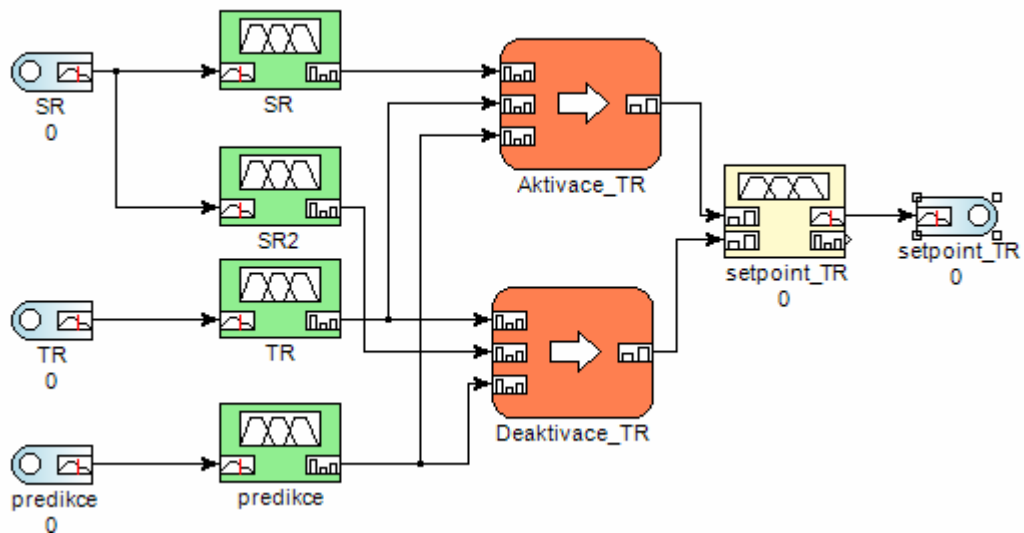 SR
0
SR
Aktivace_TR
SR2
setpoint_TR
0
setpoint_TR
0
TR
0
TR
Deaktivace_TR
predikce
0
predikce